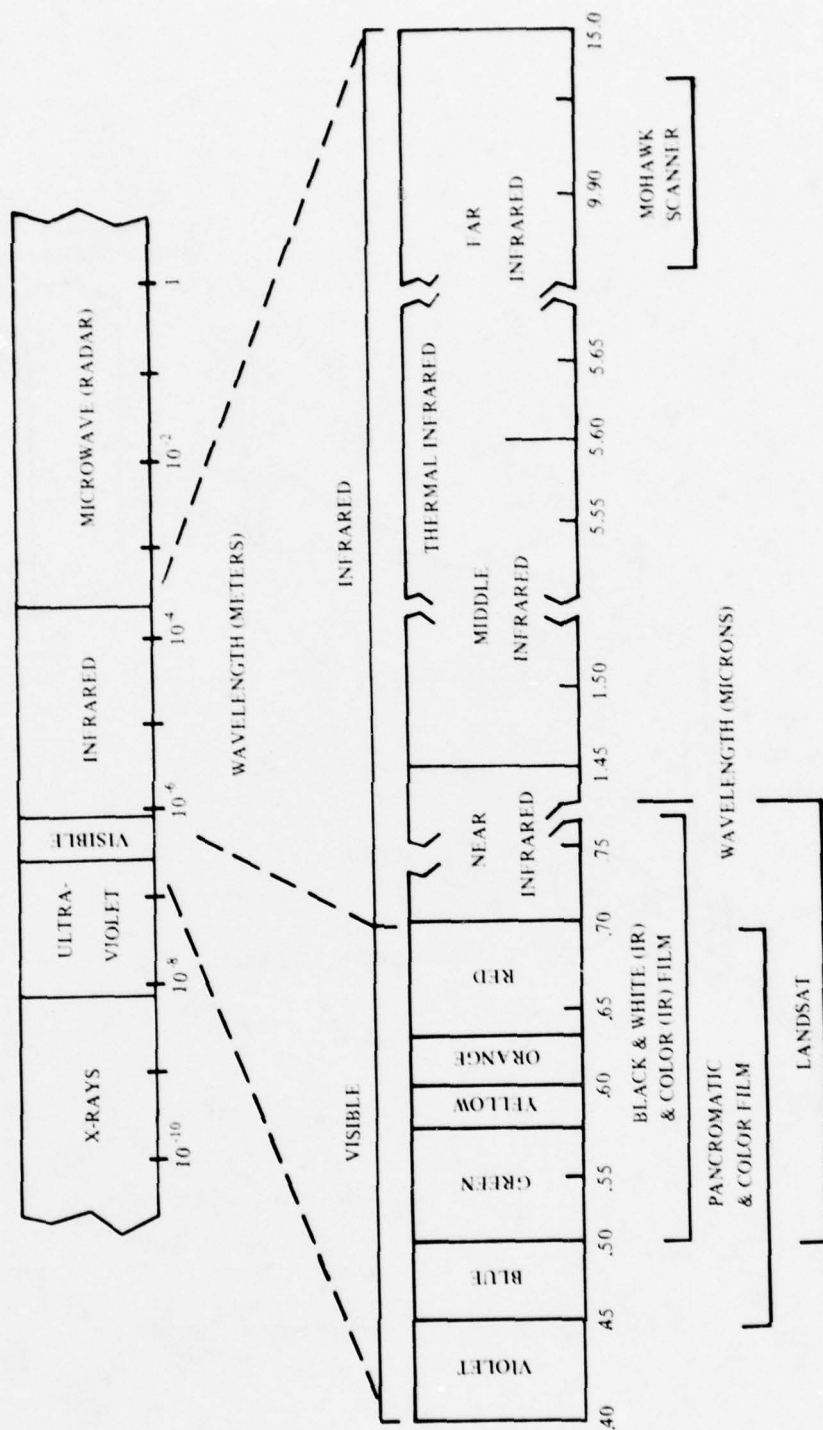 X-RAYS
ULTRA-
VIOLET
VISIBLE
INFRARED
MICROWAVE (RADAR)
10-10
10-8
10-6
10-4
10-2
1
WAVELENGTH (METERS)
VISIBLE
INFRARED
THERMAL INFRARED
VIOLET
BLUE
GREEN
YELLOW
ORANGE
RED
NEAR
INFRARED
MIDDLE
INFRARED
FAR
INFRARED
.40
.45
.50
.55
.60
.65
.70
.75
1.45
1.50
5.55
5.60
5.65
9.90
15.0
WAVELENGTH (MICRONS)
BLACK & WHITE (IR)
& COLOR (IR) FILM
MOHAWK
SCANNER
PANCROMATIC
& COLOR FILM
LANDSAT